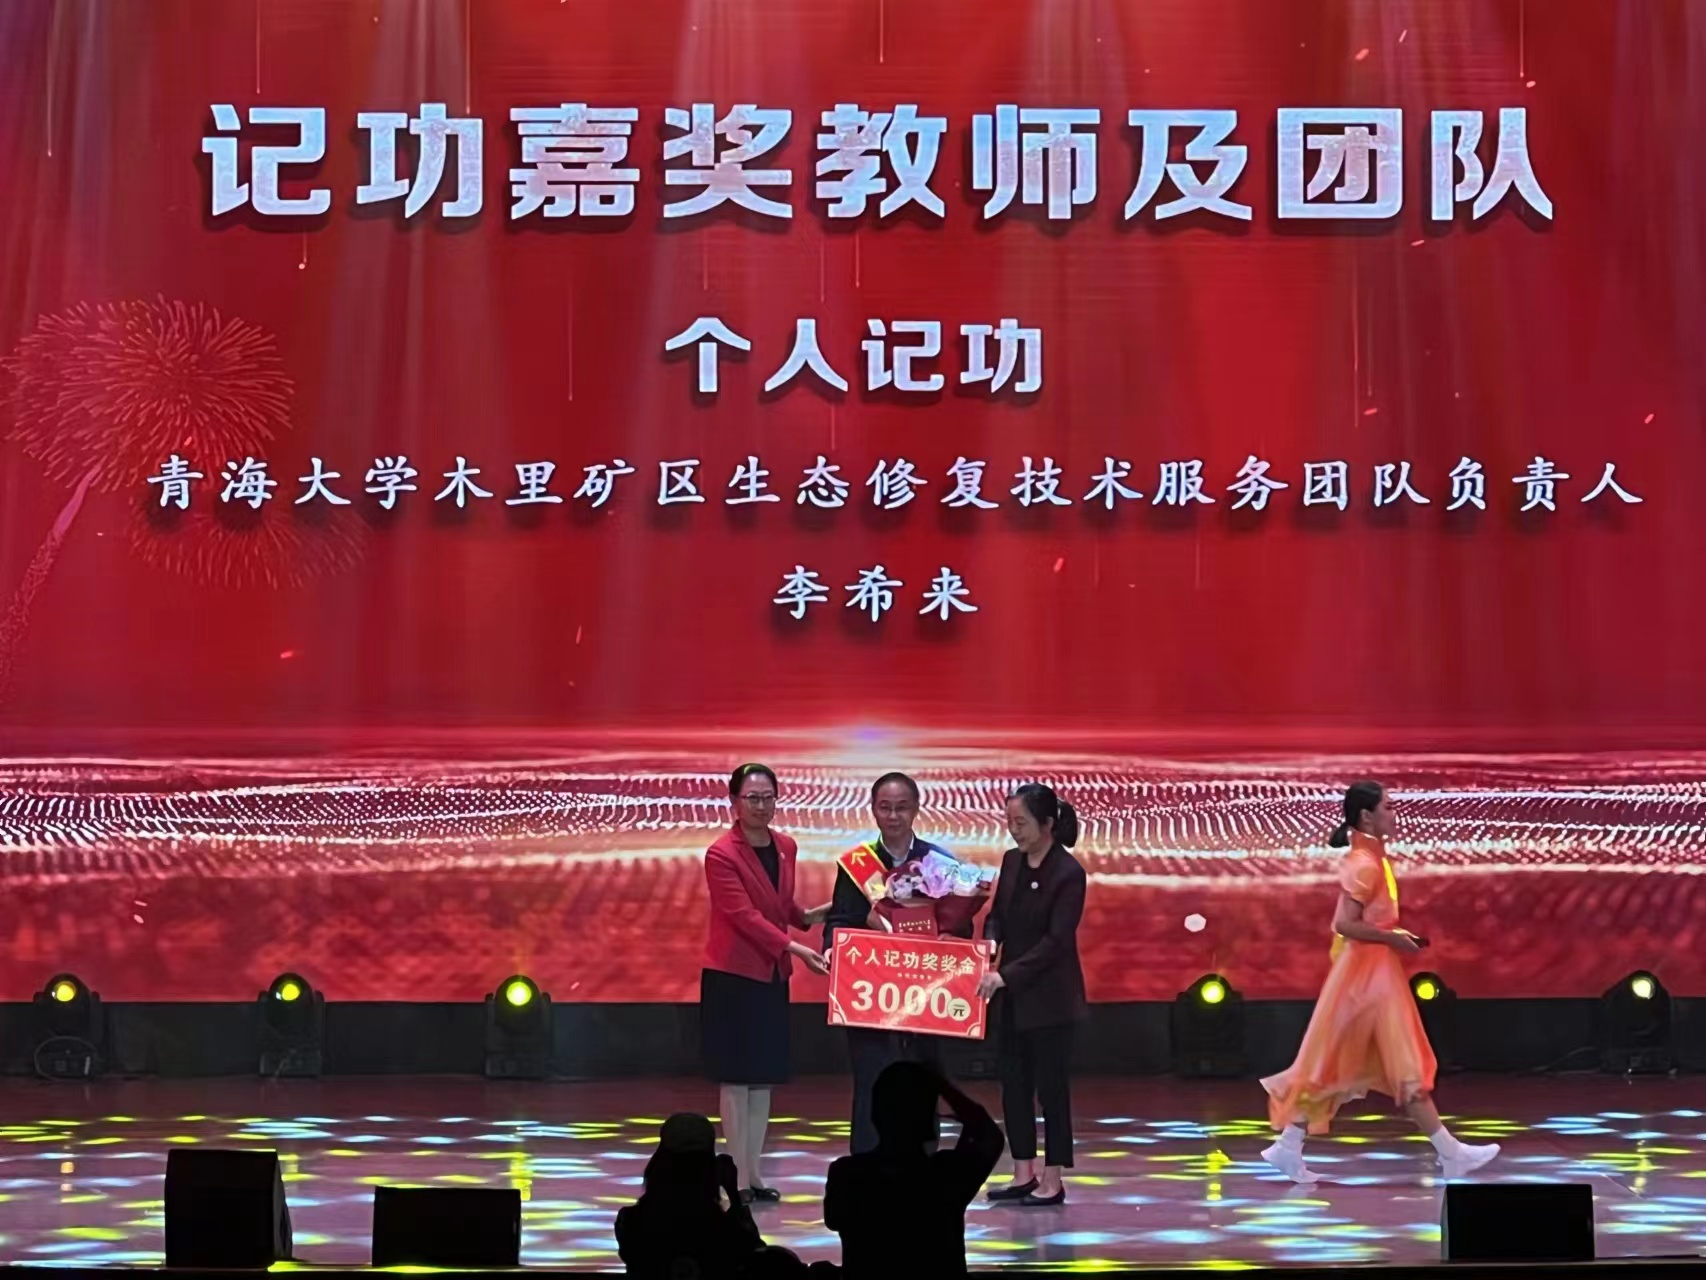 记功嘉奖教师及团队
个人记功
青海大学木里矿区生态修复技术服务团队负责人
李希来
个人记功奖奖金
3000元